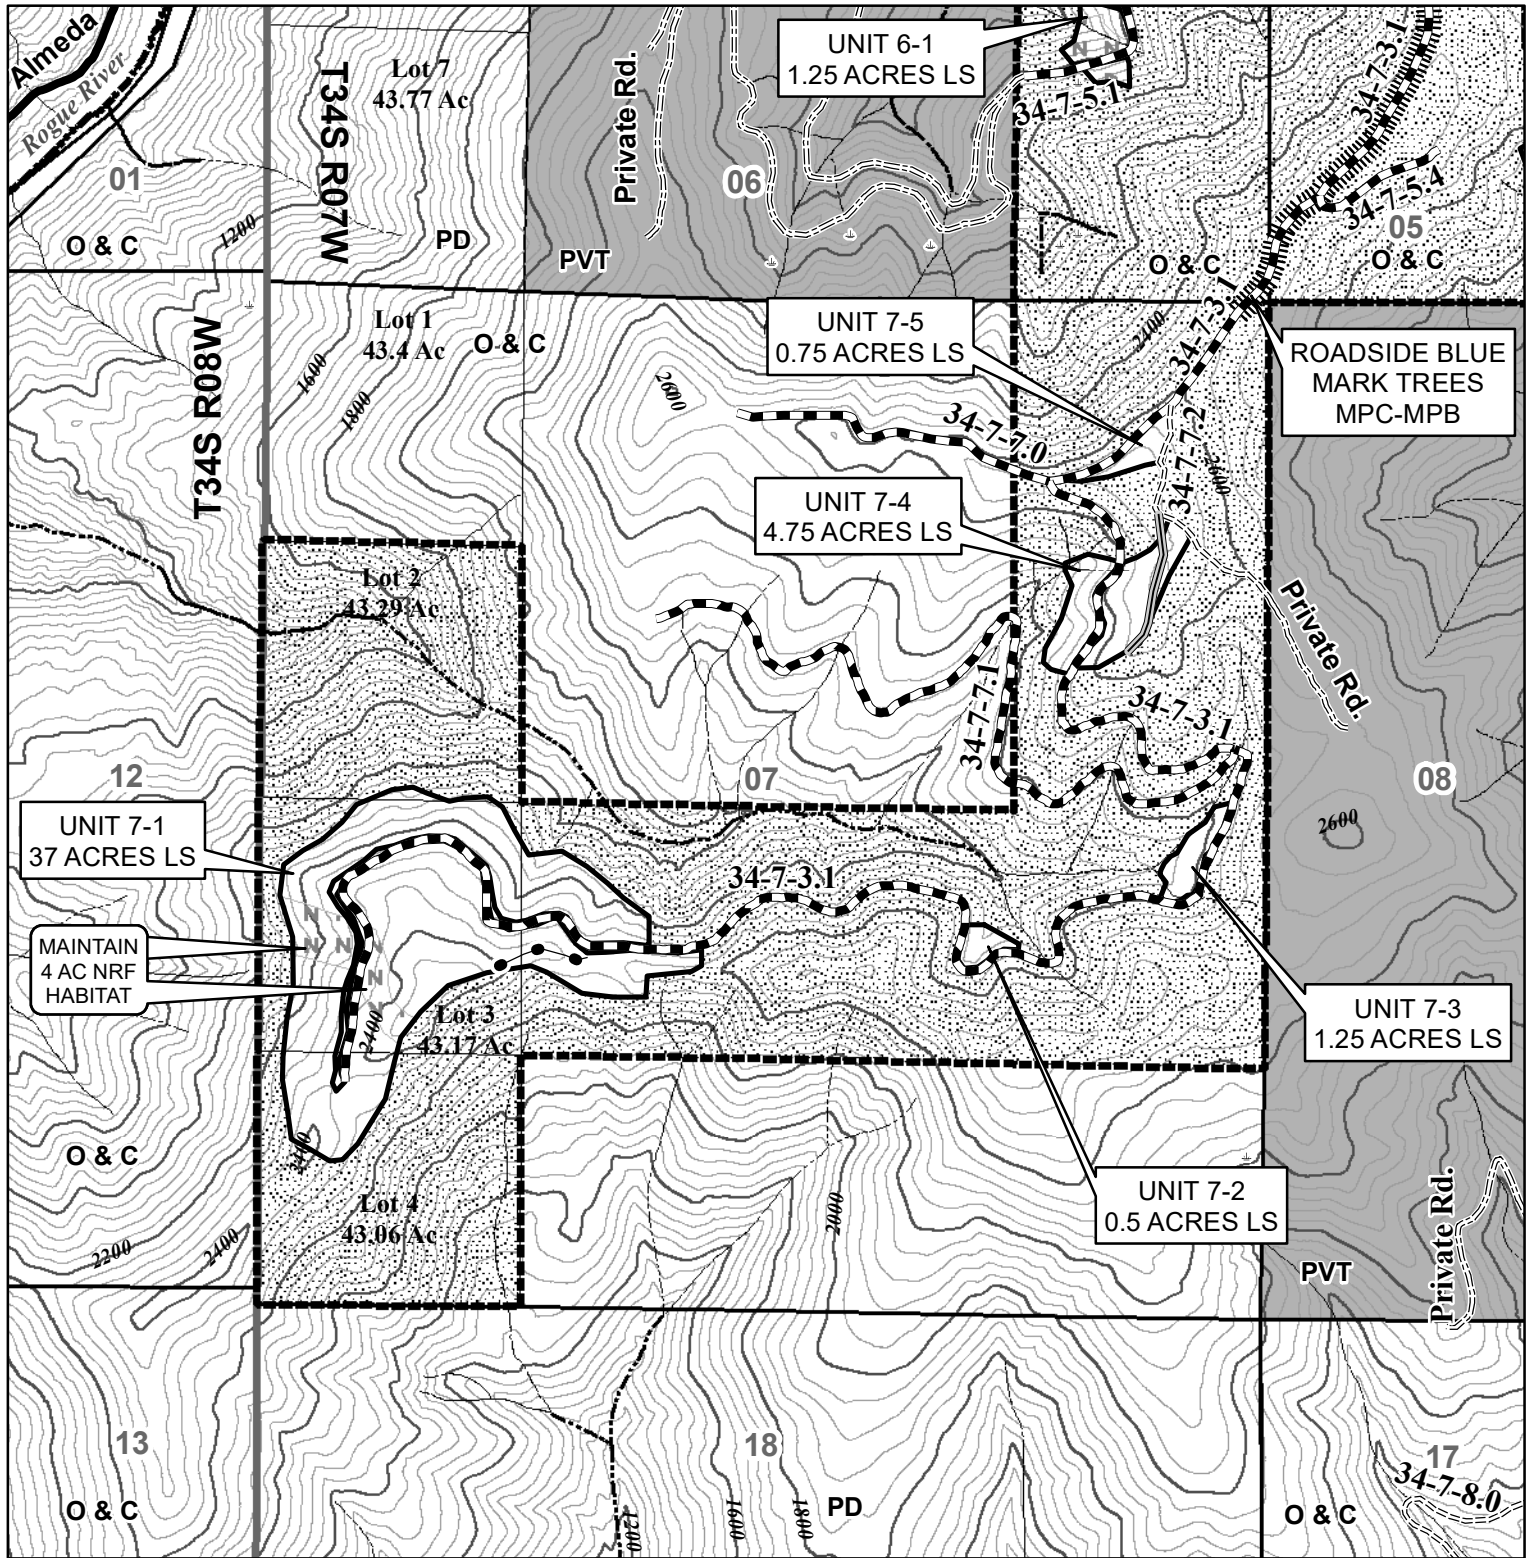 Almeda
Rogue River
01
O & C
1200
T34S R07W
Lot 7
43.77 Ac
PD
Private Rd.
06
PVT
UNIT 6-1
1.25 ACRES LS
N N
34-7-5.1
34-7-3.1
34-7-5.4
05
O & C
O & C
T34S R08W
Lot 1
43.4 Ac
O & C
1600
1800
2600
UNIT 7-5
0.75 ACRES LS
2400
34-7-3.1
ROADSIDE BLUE
MARK TREES
MPC-MPB
34-7-7.0
34-7-7.2
2600
UNIT 7-4
4.75 ACRES LS
Lot 2
43.29 Ac
Private Rd.
34-7-7.1
34-7-3.1
12
07
08
2600
UNIT 7-1
37 ACRES LS
34-7-3.1
N
N N N
N
N
MAINTAIN
4 AC NRF
HABITAT
2400
Lot 3
43.17 Ac
UNIT 7-3
1.25 ACRES LS
O & C
2400
Lot 4
43.06 Ac
2200
2400
2000
UNIT 7-2
0.5 ACRES LS
PVT
Private Rd.
13
O & C
18
1200
1600
1800
PD
17
34-7-8.0
O & C